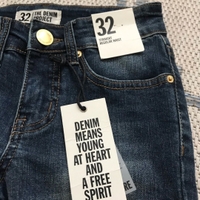 32
THE DENIM
PROJECT
32
DENIM
MEANS
YOUNG
AT HEART
AND
A FREE
SPIRIT